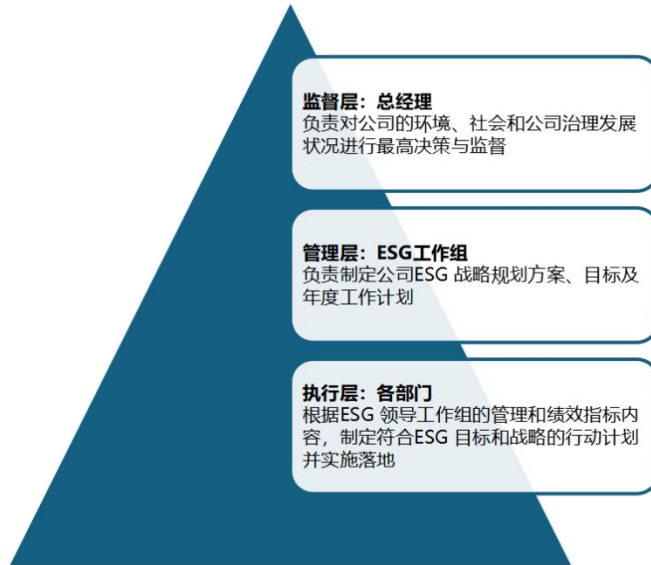 监督层：总经理
负责对公司的环境、社会和公司治理发展
状况进行最高决策与监督
管理层：ESG工作组
负责制定公司ESG 战略规划方案、目标及
年度工作计划
执行层：各部门
根据ESG 领导工作组的管理和绩效指标内
容，制定符合ESG 目标和战略的行动计划
并实施落地